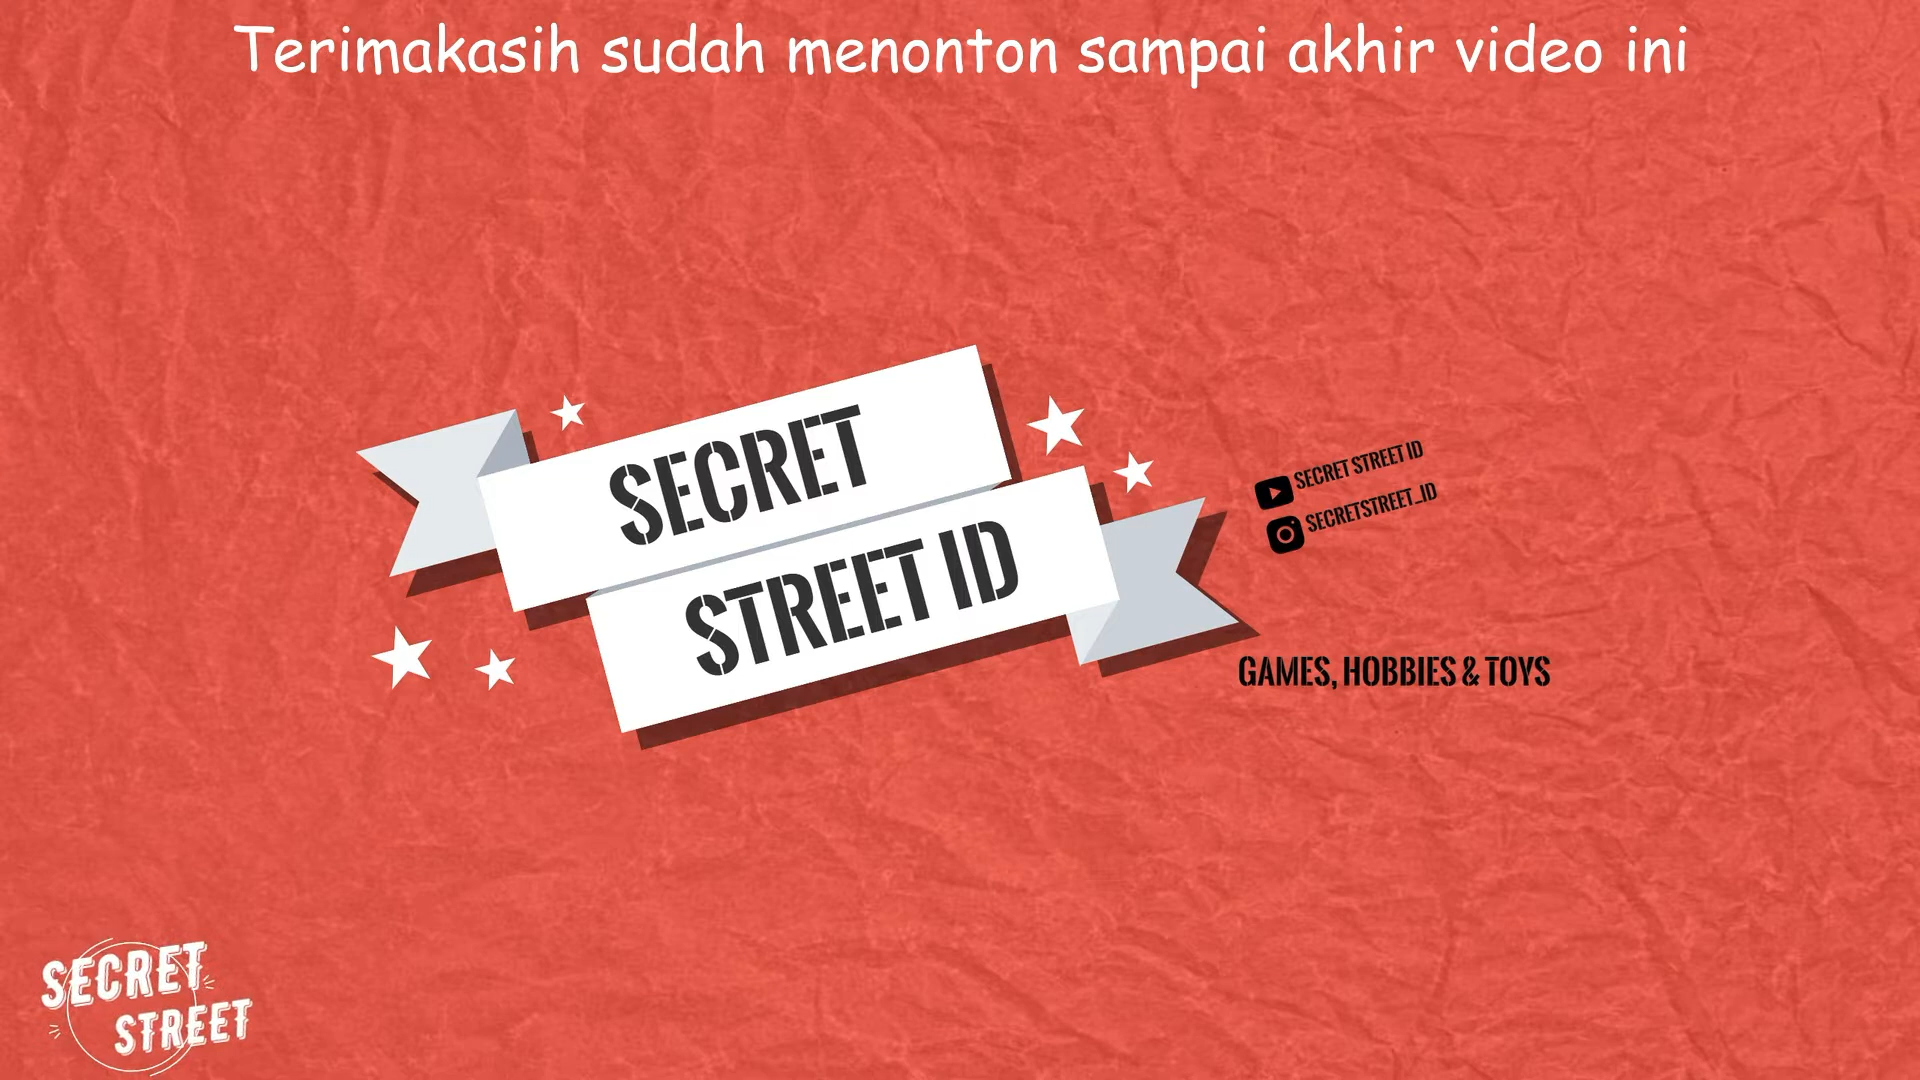 Terimakasih sudah menonton sampai akhir video ini
SECRET
STREET ID
SECRET STREET ID
SECRETSTREET_ID
GAMES, HOBBIES & TOYS
SECRET
STREET